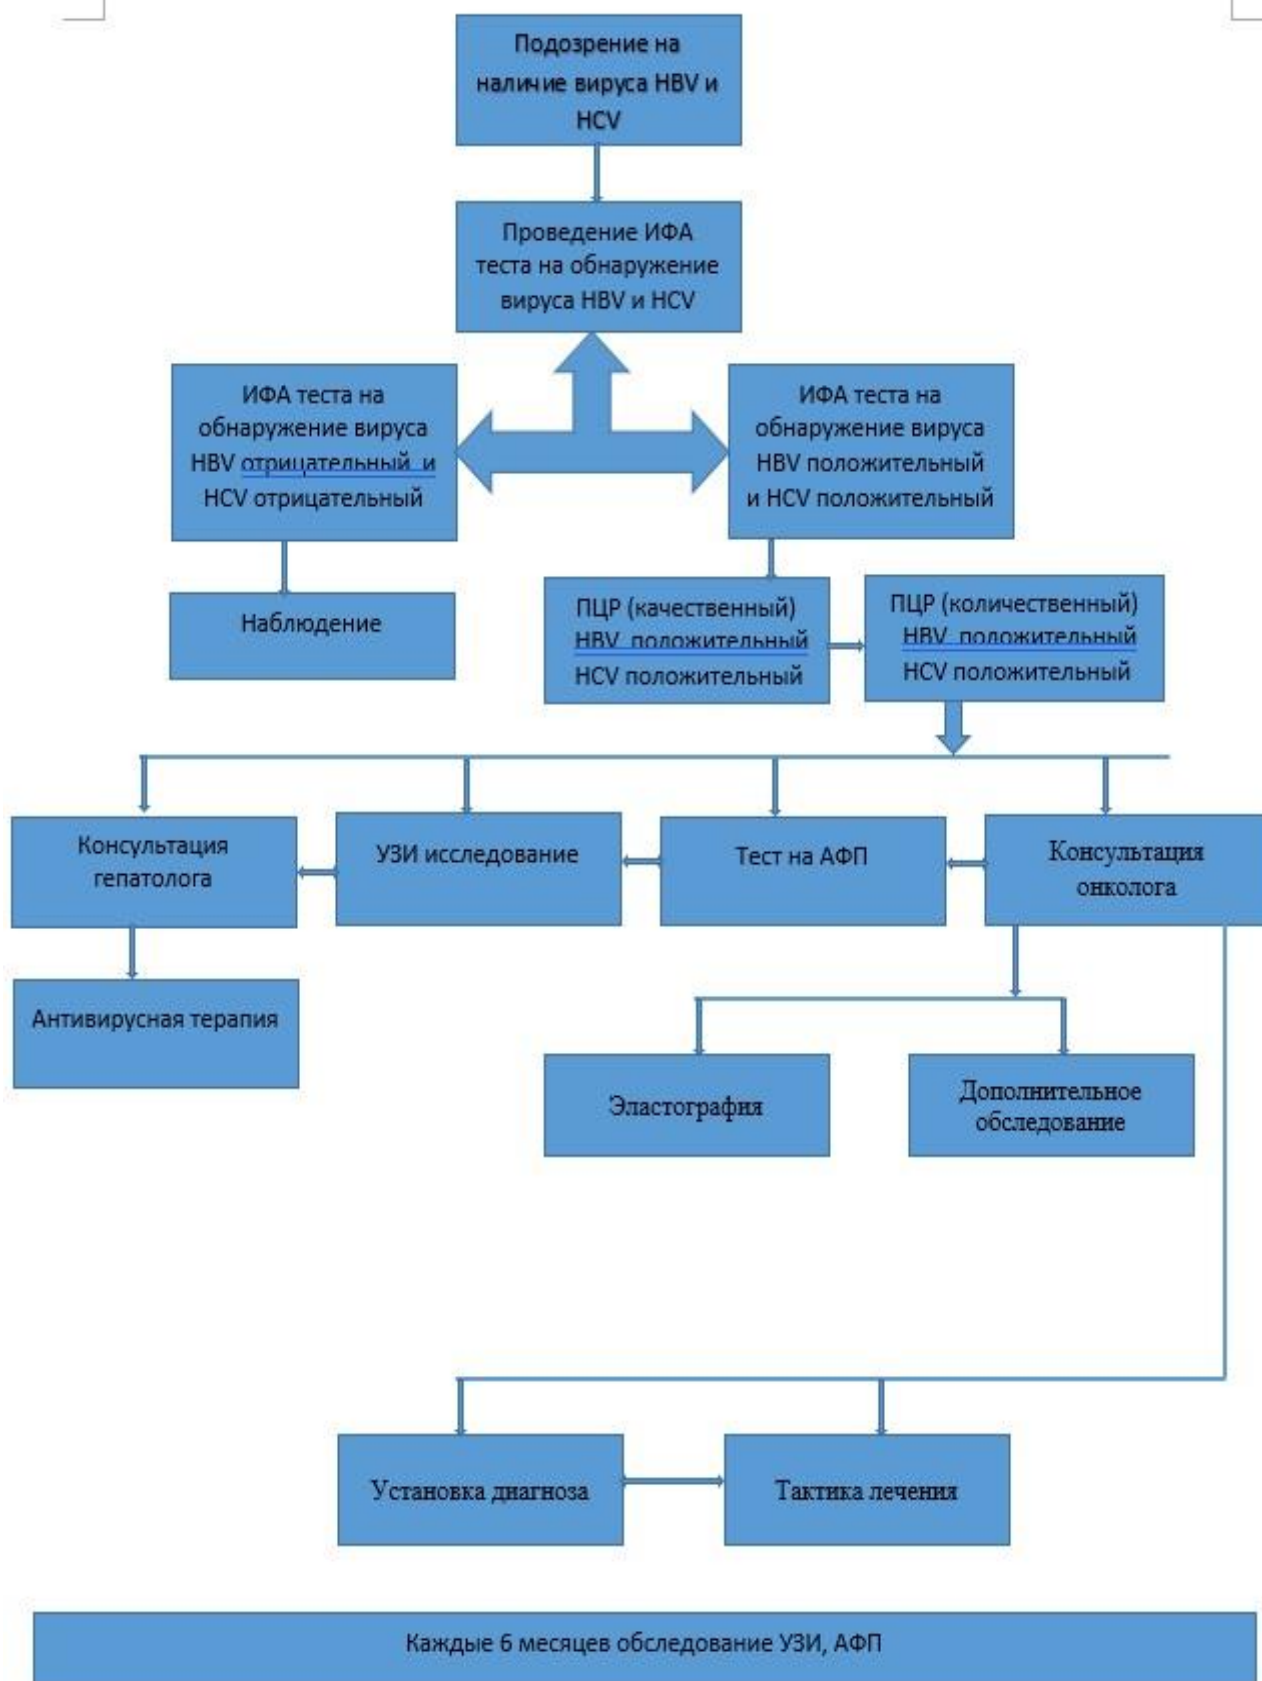 Подозрение на
наличие вируса HBV и
HCV
Проведение ИФА
теста на обнаружение
вируса HBV и HCV
ИФА теста на
обнаружение вируса
HBV отрицательный и
HCV отрицательный
ИФА теста на
обнаружение вируса
HBV положительный
и HCV положительный
Наблюдение
ПЦР (качественный)
HBV положительный
HCV положительный
ПЦР (количественный)
HBV положительный
HCV положительный
Консультация
гепатолога
УЗИ исследование
Тест на АФП
Консультация
онколога
Антивирусная терапия
Эластография
Дополнительное
обследование
Установка диагноза
Тактика лечения
Каждые 6 месяцев обследование УЗИ, АФП